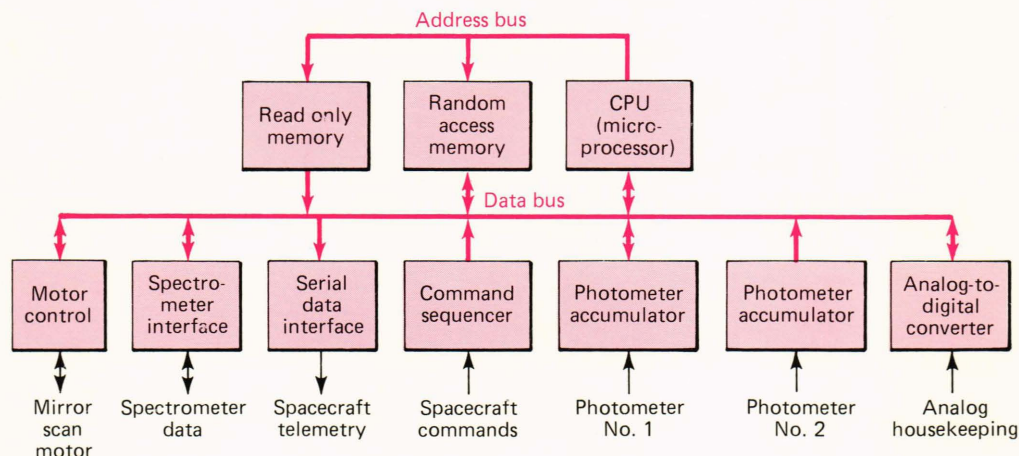 Address bus
Read only
memory
Random
access
memory
CPU
(micro-
processor)
Data bus
Motor
control
Spectro-
meter
interface
Serial
data
interface
Command
sequencer
Photometer
accumulator
Photometer
accumulator
Analog-to-
digital
converter
Mirror
scan
motor
Spectrometer
data
Spacecraft
telemetry
Spacecraft
commands
Photometer
No. 1
Photometer
No. 2
Analog
housekeeping